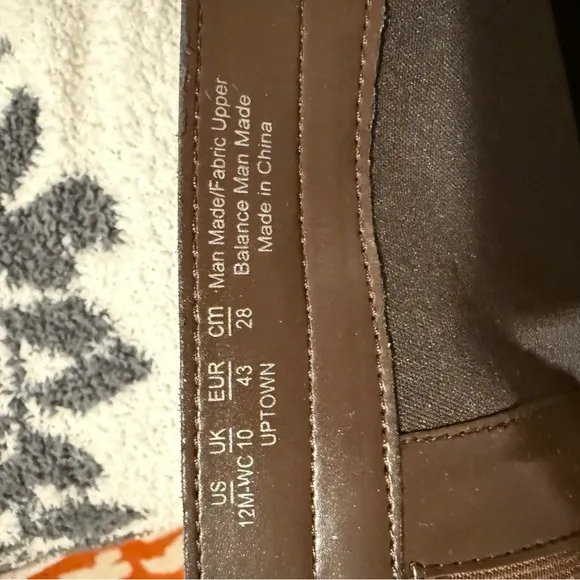 US UK EUR cm Man Made/Fabric Upper
12M-WC 10 43 28 Balance Man Made
UPTOWN Made in China